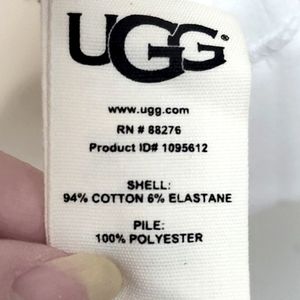 UGG®
www.ugg.com
RN # 88276
Product ID# 1095612
SHELL:
94% COTTON 6% ELASTANE
PILE:
100% POLYESTER